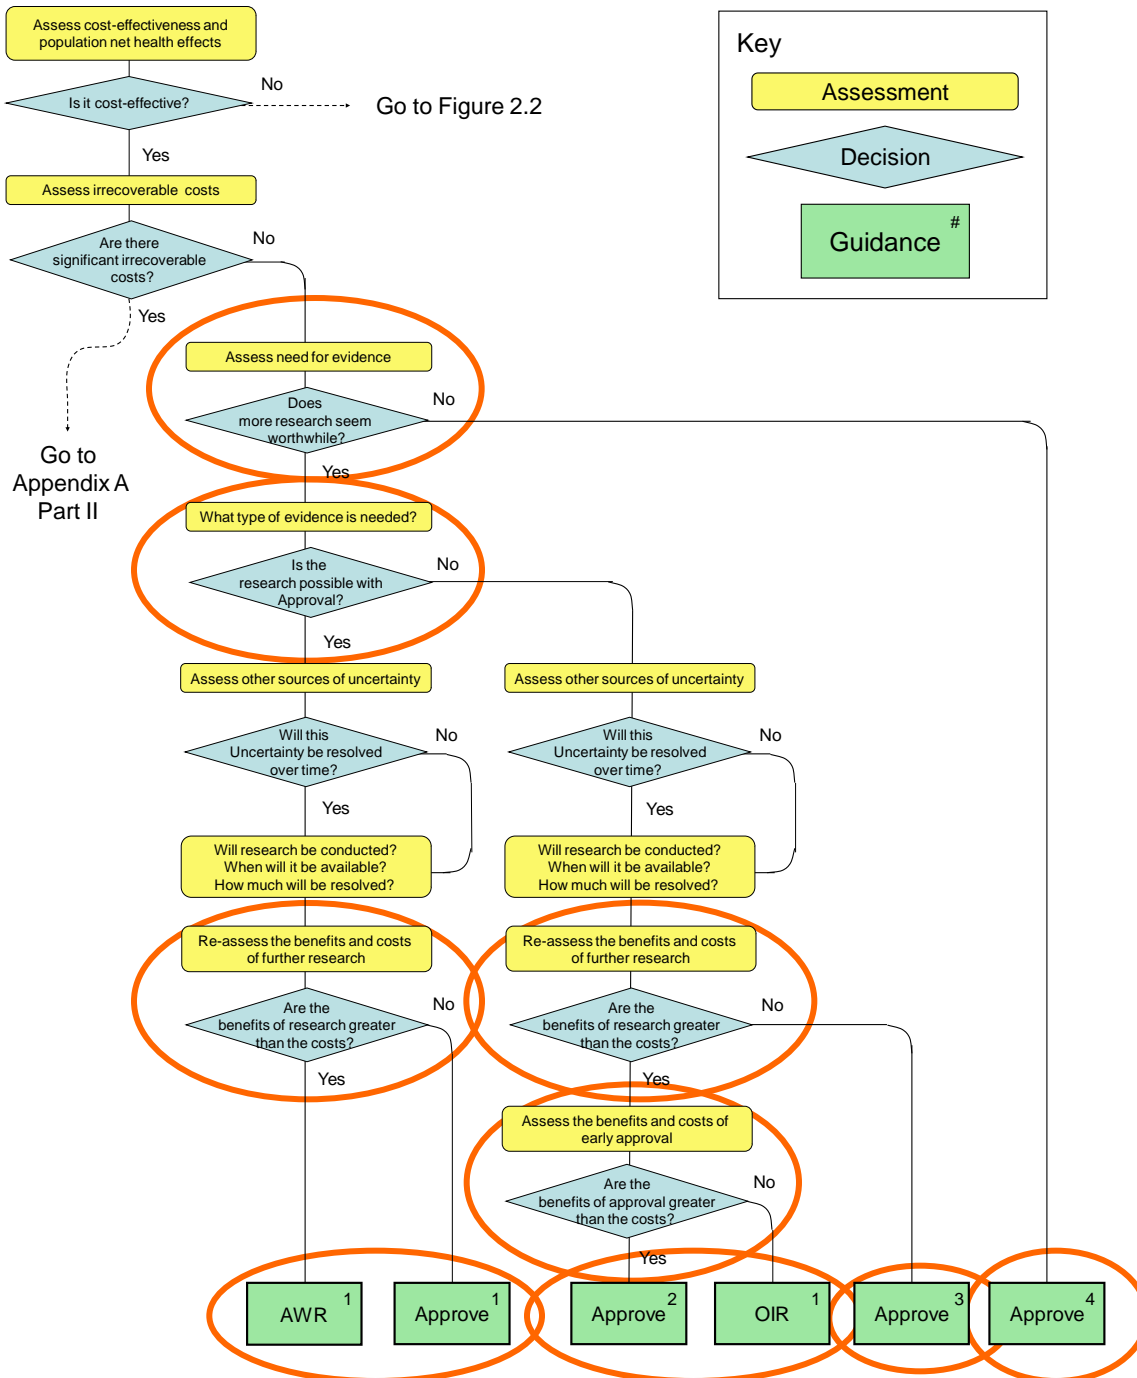 Assess cost-effectiveness and
population net health effects
Is it cost-effective?
No
Go to Figure 2.2
Yes
Key
Assessment
Decision
Guidance #
Assess irrecoverable costs
Are there
significant irrecoverable
costs?
No
Yes
Go to
Appendix A
Part II
Assess need for evidence
Does
more research seem
worthwhile?
No
Yes
What type of evidence is needed?
Is the
research possible with
Approval?
No
Yes
Assess other sources of uncertainty
Will this
Uncertainty be resolved
over time?
No
Yes
Will research be conducted?
When will it be available?
How much will be resolved?
Re-assess the benefits and costs
of further research
Are the
benefits of research greater
than the costs?
No
Yes
Assess other sources of uncertainty
Will this
Uncertainty be resolved
over time?
No
Yes
Will research be conducted?
When will it be available?
How much will be resolved?
Re-assess the benefits and costs
of further research
Are the
benefits of research greater
than the costs?
No
Yes
Assess the benefits and costs of
early approval
Are the
benefits of approval greater
than the costs?
No
Yes
AWR 1
Approve 1
Approve 2
OIR 1
Approve 3
Approve 4